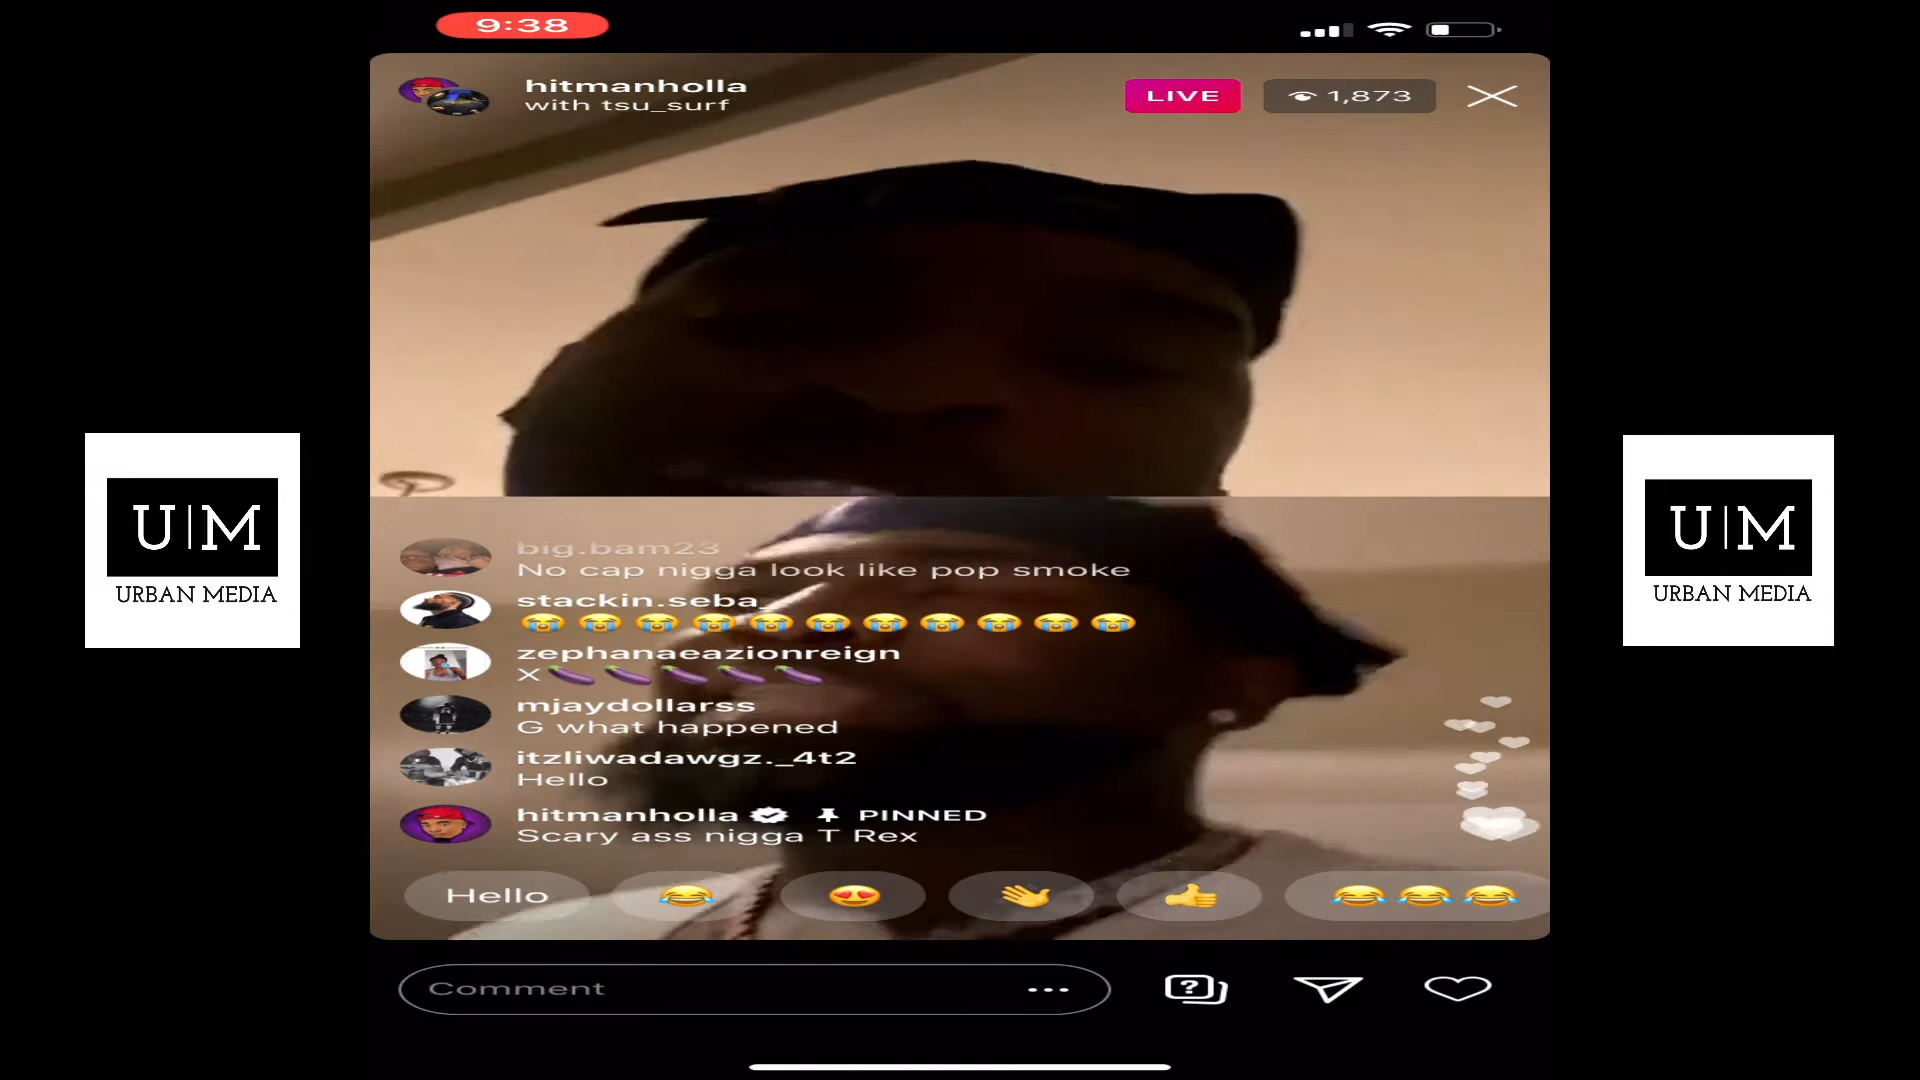 9:38
hitmanholla
with tsu_surf
LIVE
1,873
big.bam23
No cap nigga look like pop smoke
stackin.seba_
😭😭😭😭😭😭😭😭😭😭😭
zephanaeazionreign
X🍆🍆🍆🍆🍆
mjaydollarss
G what happened
itzliwadawgz._4t2
Hello
hitmanholla PINNED
Scary ass nigga T Rex
Hello 😂 😍 👋 👍 😂😂😂
Comment
U|M
URBAN MEDIA
U|M
URBAN MEDIA